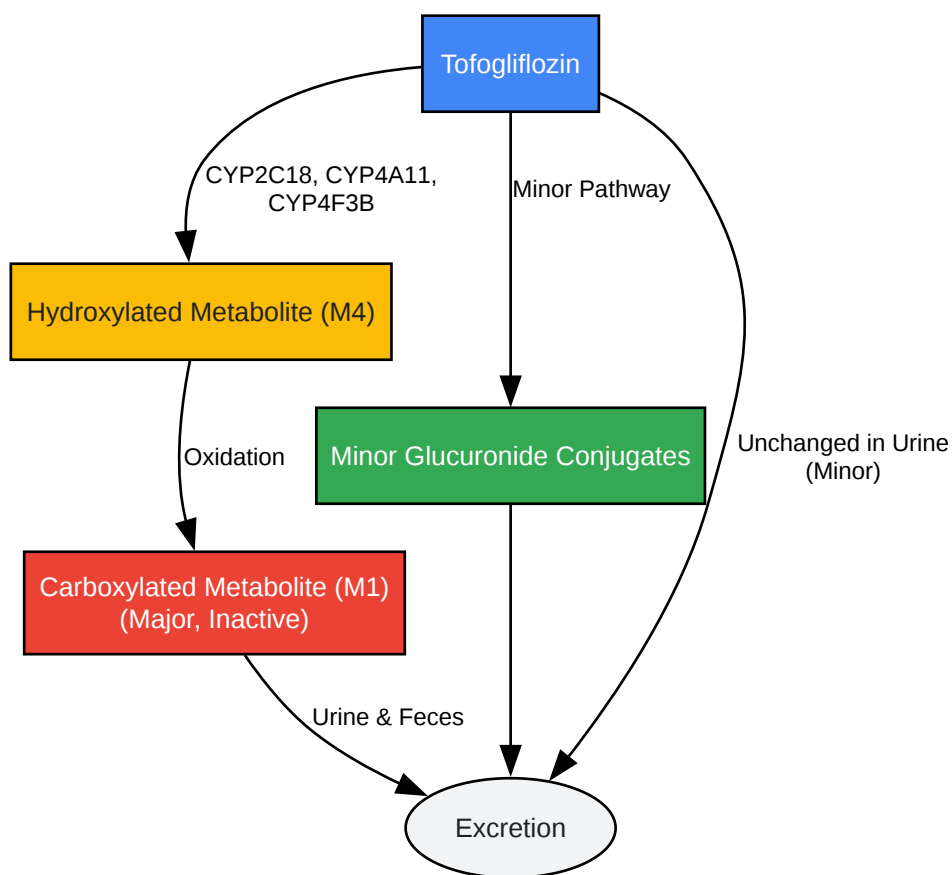 Tofogliflozin
CYP2C18, CYP4A11,
CYP4F3B
Minor Pathway
Hydroxylated Metabolite (M4)
Oxidation
Minor Glucuronide Conjugates
Unchanged in Urine
(Minor)
Carboxylated Metabolite (M1)
(Major, Inactive)
Urine & Feces
Excretion